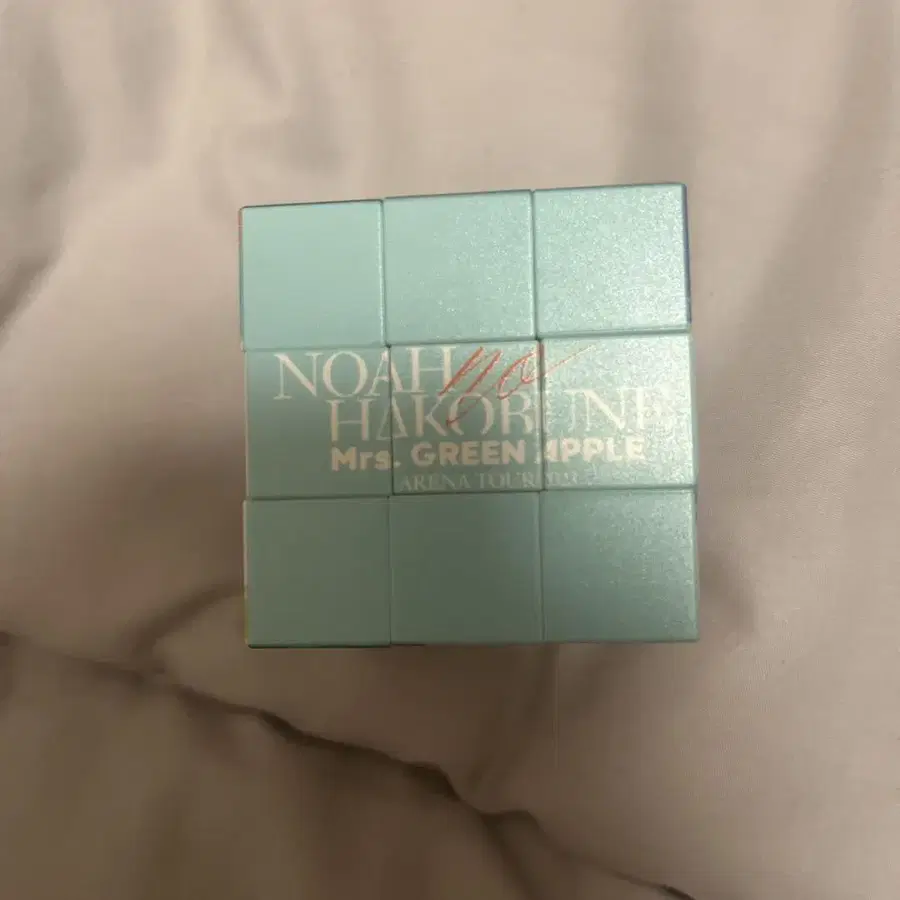 NOAH no
HAKOBUNE
Mrs. GREEN APPLE
ARENA TOUR